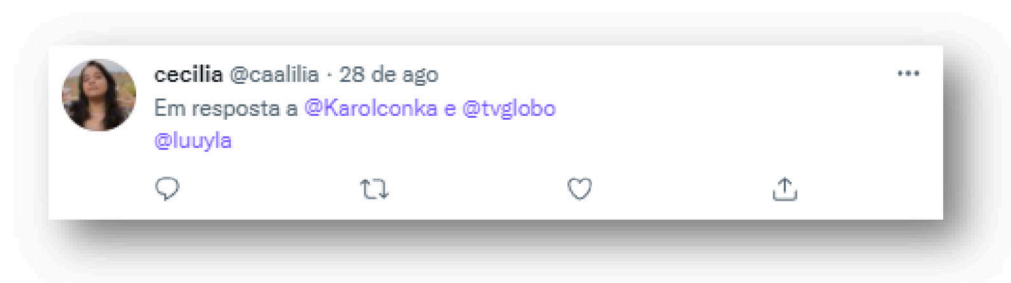 cecilia @caalilia · 28 de ago
Em resposta a @Karolconka e @tvglobo
@luuyla